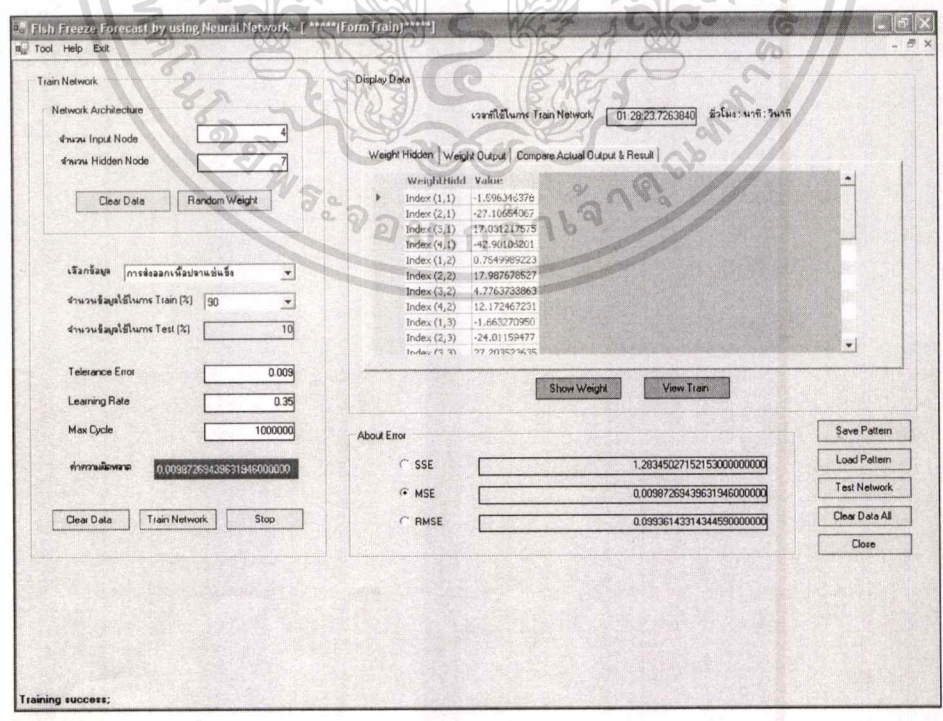 Fish Freeze Forecast by using Neural Network - [ *****(FormTrain)*****]
Tool Help Exit
Train Network
Network Architecture
จำนวน Input Node 4
จำนวน Hidden Node 7
Clear Data Random Weight
เลือกข้อมูล การส่งออกเนื้อปลาแช่แข็ง
จำนวนข้อมูลใช้ในการ Train (%) 90
จำนวนข้อมูลใช้ในการ Test (%) 10
Telerance Error 0.009
Learning Rate 0.35
Max Cycle 1000000
ค่าความผิดพลาด 0.00987269439631946000000
Clear Data Train Network Stop
Display Data
เวลาที่ใช้ในการ Train Network 01:28:23.7263840 ชั่วโมง : นาที : วินาที
Weight Hidden Weight Output Compare Actual Output & Result
WeightHidd Value
Index (1,1) -1.596346376
Index (2,1) -27.10654067
Index (3,1) 17.031217575
Index (4,1) -42.90106201
Index (1,2) 0.7549989223
Index (2,2) 17.987678527
Index (3,2) 4.7763733863
Index (4,2) 12.172467231
Index (1,3) -1.663270950
Index (2,3) -24.01159477
Index (3,3) 27.203523635
Show Weight View Train
About Error
SSE 1.28345027152153000000000
MSE 0.00987269439631946000000
RMSE 0.09936143314344590000000
Save Pattern
Load Pattern
Test Network
Clear Data All
Close
Training success;